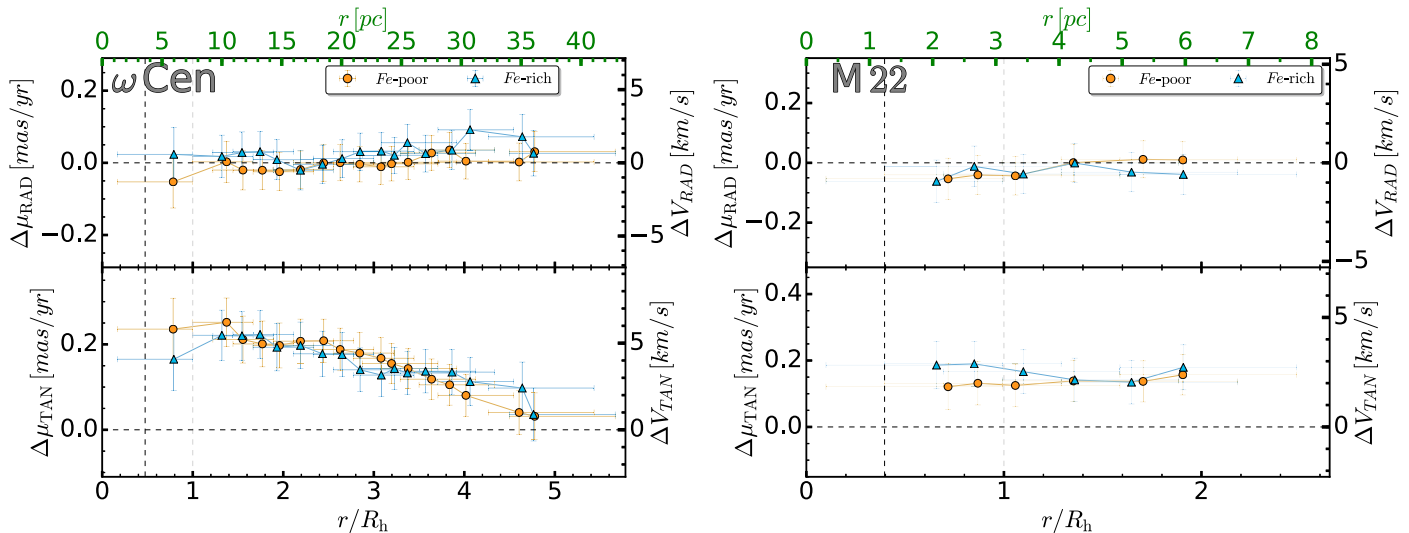 r [pc]
0 5 10 15 20 25 30 35 40
ω Cen
Fe-poor Fe-rich
Δμ_RAD [mas/yr]
0.2
0.0
−0.2
5
0
−5
ΔV_RAD [km/s]
Δμ_TAN [mas/yr]
0.2
0.0
5
0
ΔV_TAN [km/s]
0 1 2 3 4 5
r/R_h
r [pc]
0 1 2 3 4 5 6 7 8
M 22
Fe-poor Fe-rich
Δμ_RAD [mas/yr]
0.2
0.0
−0.2
5
0
−5
ΔV_RAD [km/s]
Δμ_TAN [mas/yr]
0.4
0.2
0.0
5
0
ΔV_TAN [km/s]
0 1 2
r/R_h